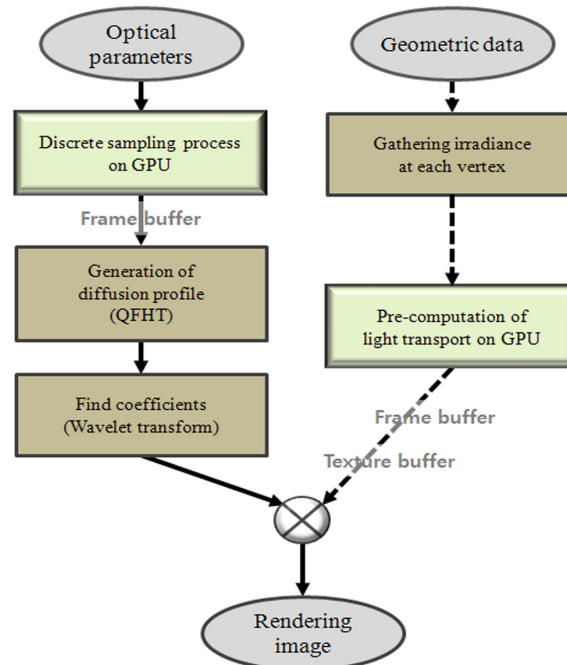 Optical
parameters
Geometric data
Discrete sampling process
on GPU
Gathering irradiance
at each vertex
Frame buffer
Generation of
diffusion profile
(QFHT)
Pre-computation of
light transport on GPU
Find coefficients
(Wavelet transform)
Frame buffer
Texture buffer
Rendering
image